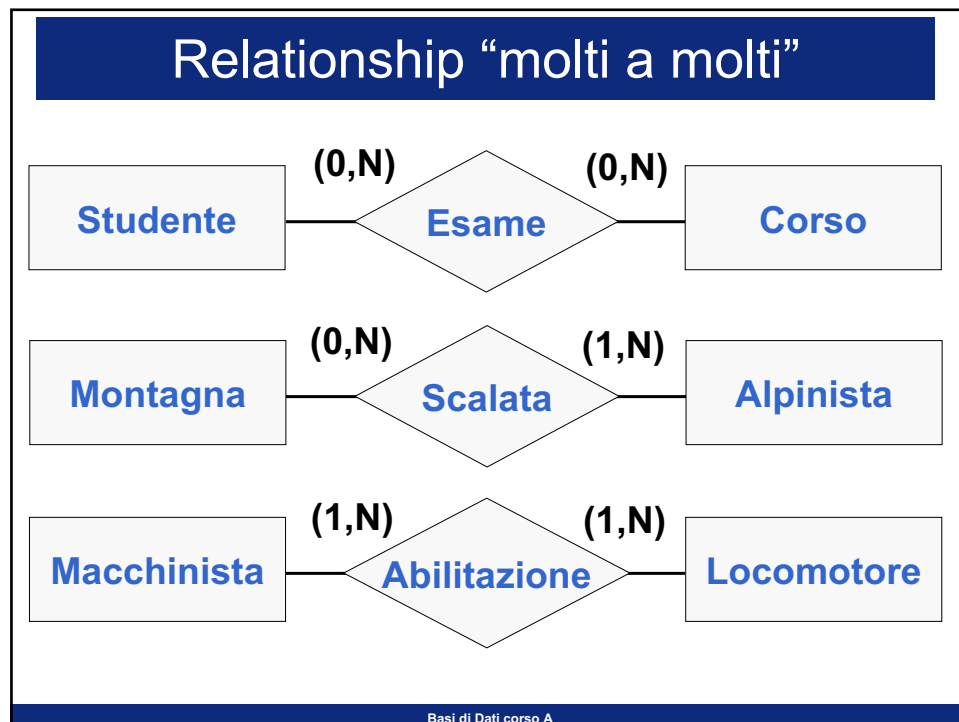 Relationship “molti a molti”
(0,N) (0,N)
Studente Esame Corso
(0,N) (1,N)
Montagna Scalata Alpinista
(1,N) (1,N)
Macchinista Abilitazione Locomotore
Basi di Dati corso A